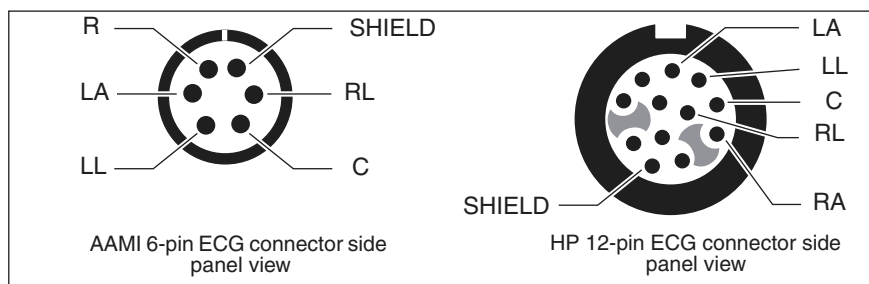 R
SHIELD
LA
RL
LL
C
AAMI 6-pin ECG connector side
panel view
LA
LL
C
RL
RA
SHIELD
HP 12-pin ECG connector side
panel view